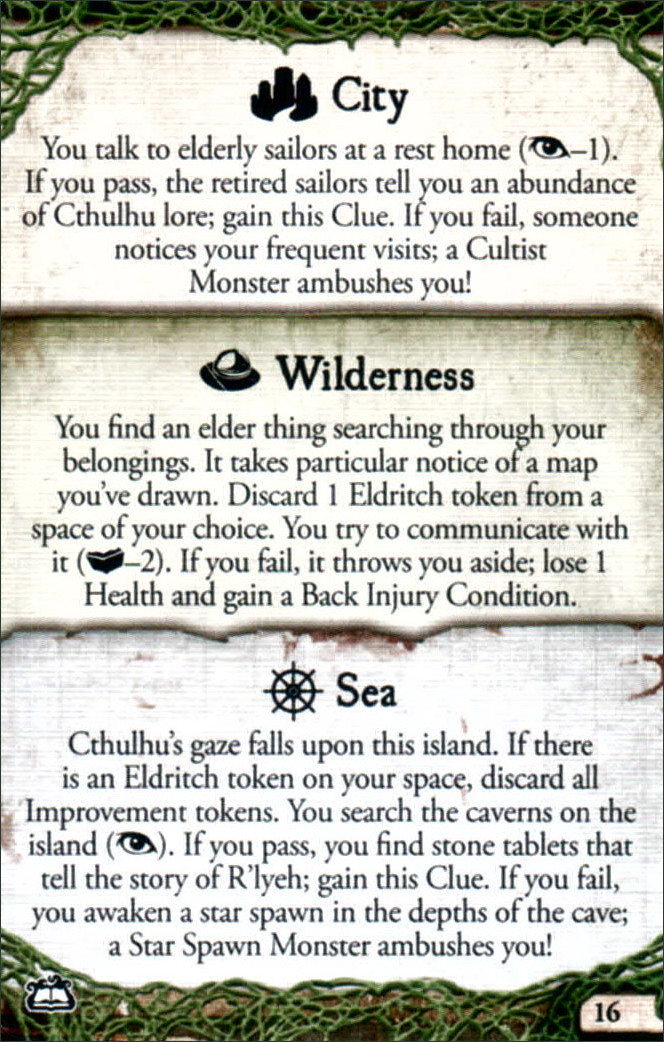 City
You talk to elderly sailors at a rest home (–1).
If you pass, the retired sailors tell you an abundance
of Cthulhu lore; gain this Clue. If you fail, someone
notices your frequent visits; a Cultist
Monster ambushes you!
Wilderness
You find an elder thing searching through your
belongings. It takes particular notice of a map
you’ve drawn. Discard 1 Eldritch token from a
space of your choice. You try to communicate with
it (–2). If you fail, it throws you aside; lose 1
Health and gain a Back Injury Condition.
Sea
Cthulhu’s gaze falls upon this island. If there
is an Eldritch token on your space, discard all
Improvement tokens. You search the caverns on the
island (). If you pass, you find stone tablets that
tell the story of R’lyeh; gain this Clue. If you fail,
you awaken a star spawn in the depths of the cave;
a Star Spawn Monster ambushes you!
16